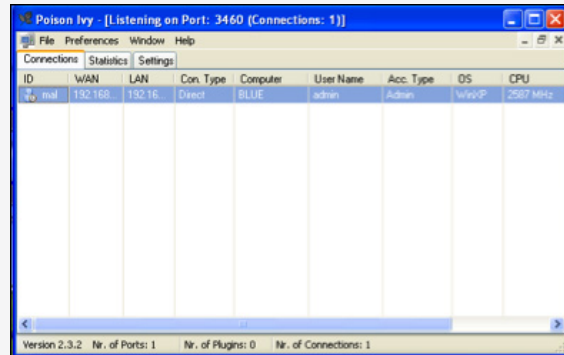 Poison Ivy - [Listening on Port: 3460 (Connections: 1)]
File Preferences Window Help
Connections Statistics Settings
ID WAN LAN Con. Type Computer User Name Acc. Type OS CPU
mal 192.168... 192.16... Direct BLUE admin Admin WinXP 2587 MHz
Version 2.3.2 Nr. of Ports: 1 Nr. of Plugins: 0 Nr. of Connections: 1